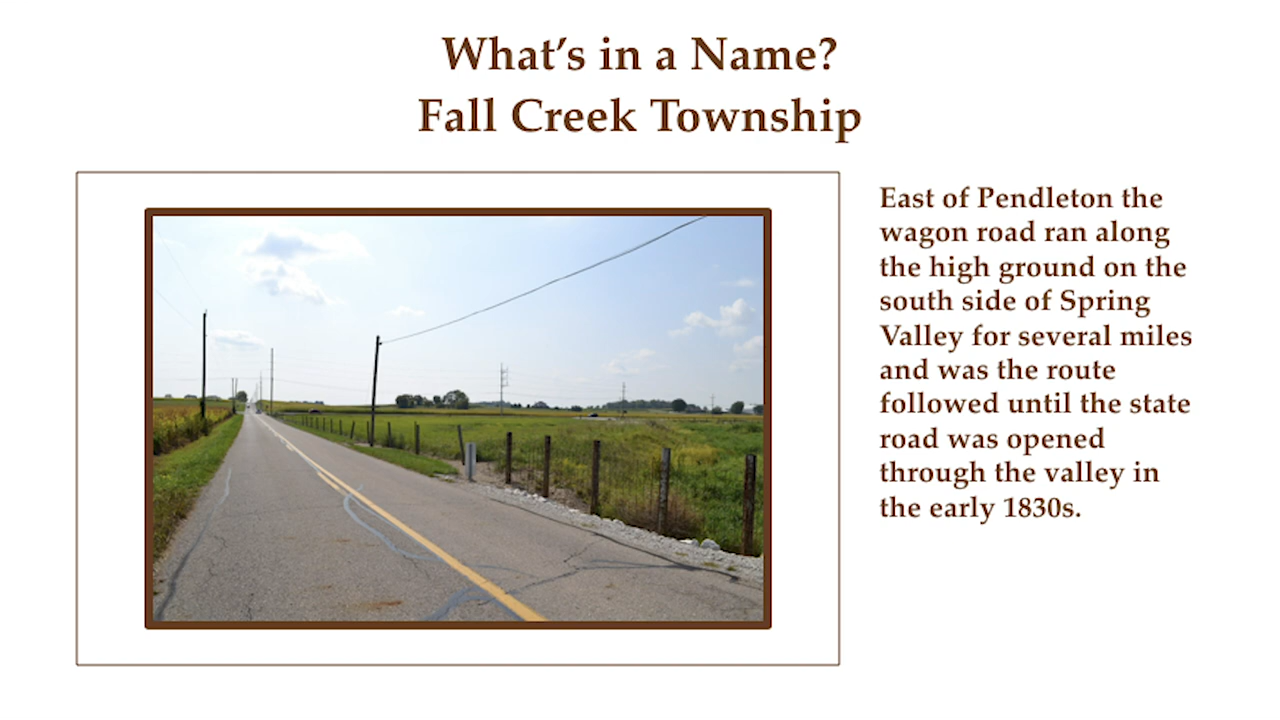 What's in a Name?
Fall Creek Township
East of Pendleton the
wagon road ran along
the high ground on the
south side of Spring
Valley for several miles
and was the route
followed until the state
road was opened
through the valley in
the early 1830s.